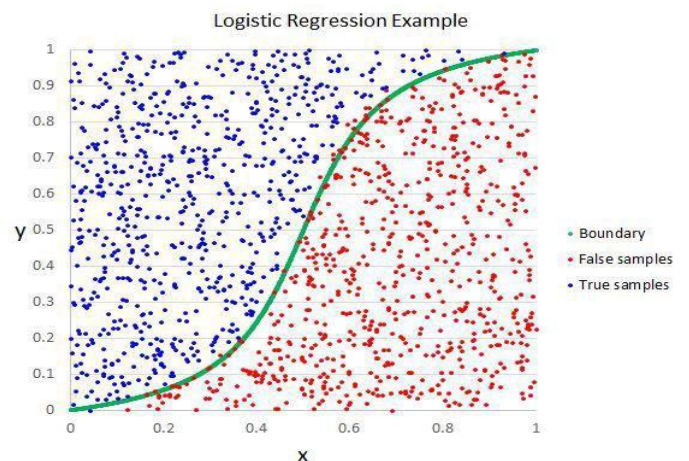 Logistic Regression Example
1
0.9
0.8
0.7
0.6
0.5
0.4
0.3
0.2
0.1
0
y
0 0.2 0.4 0.6 0.8 1
x
Boundary
False samples
True samples